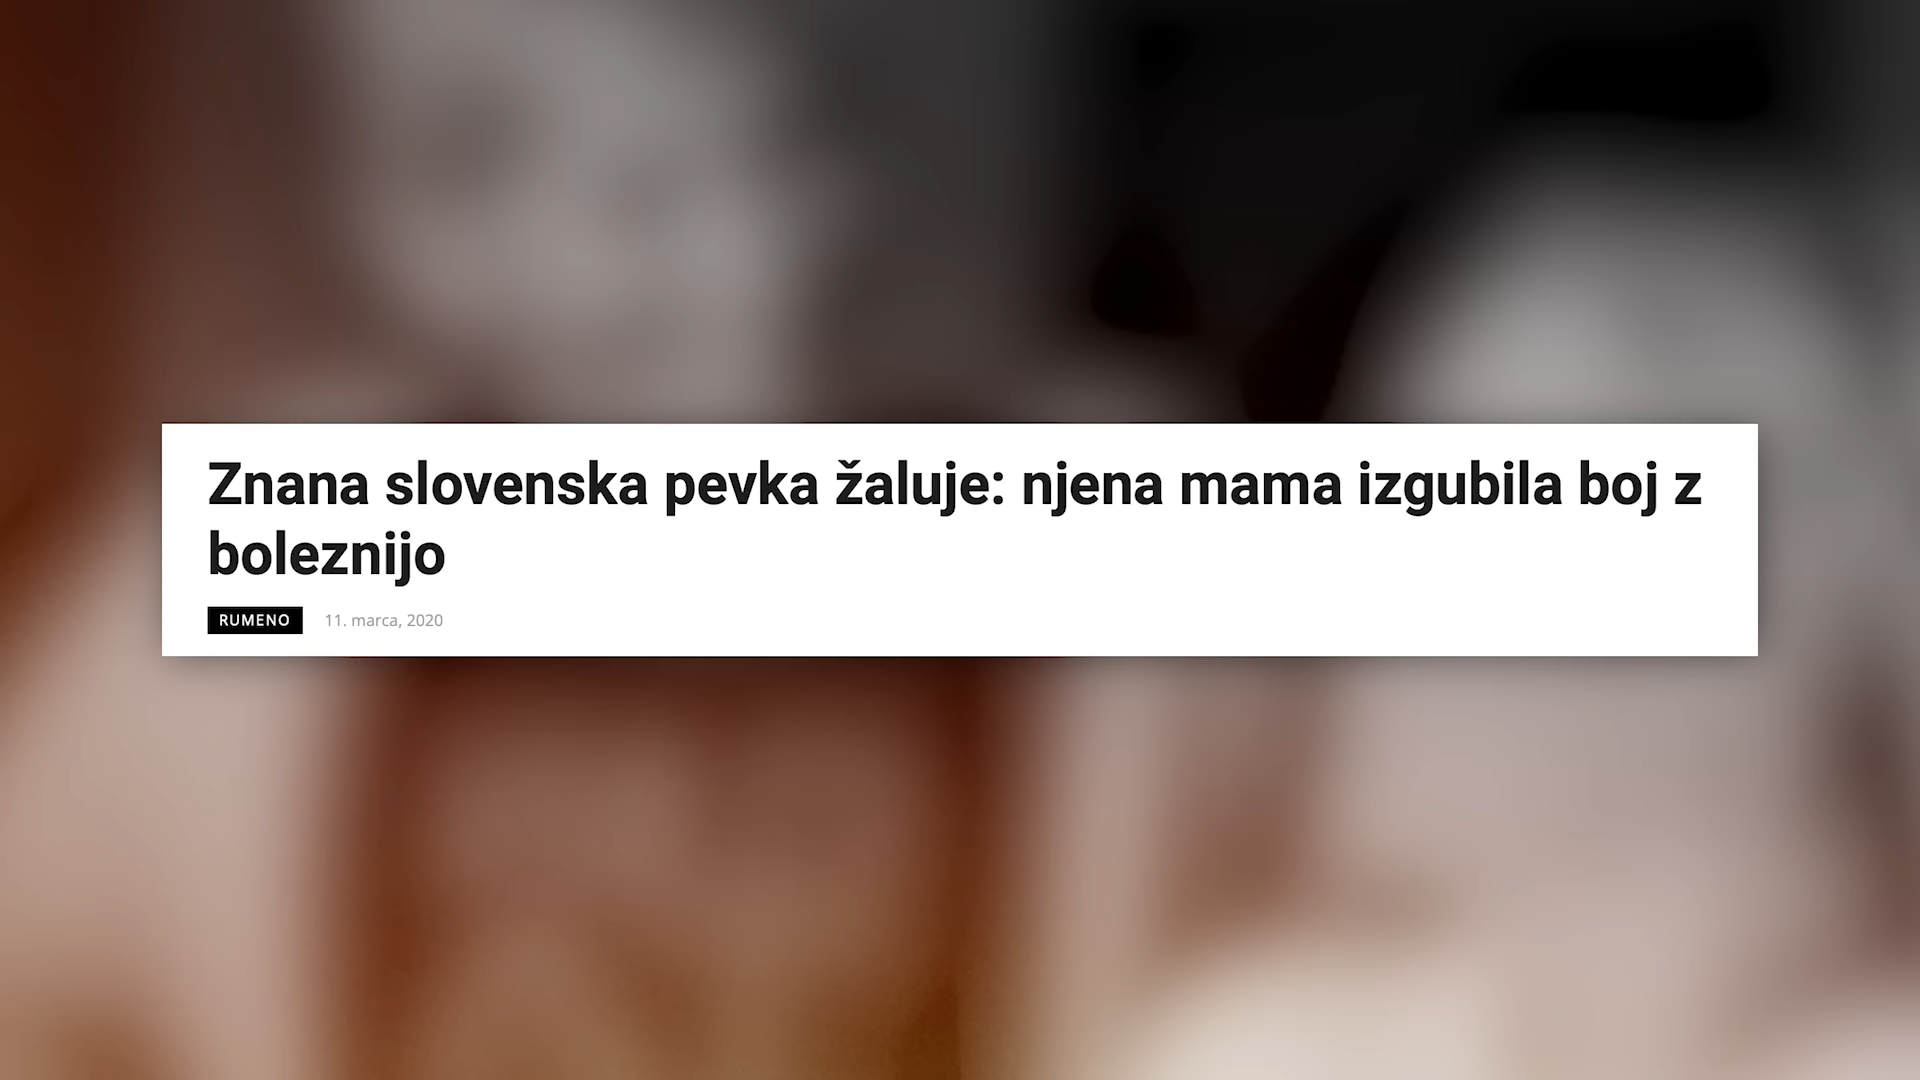 Znana slovenska pevka žaluje: njena mama izgubila boj z
boleznijo
RUMENO 11. marca, 2020